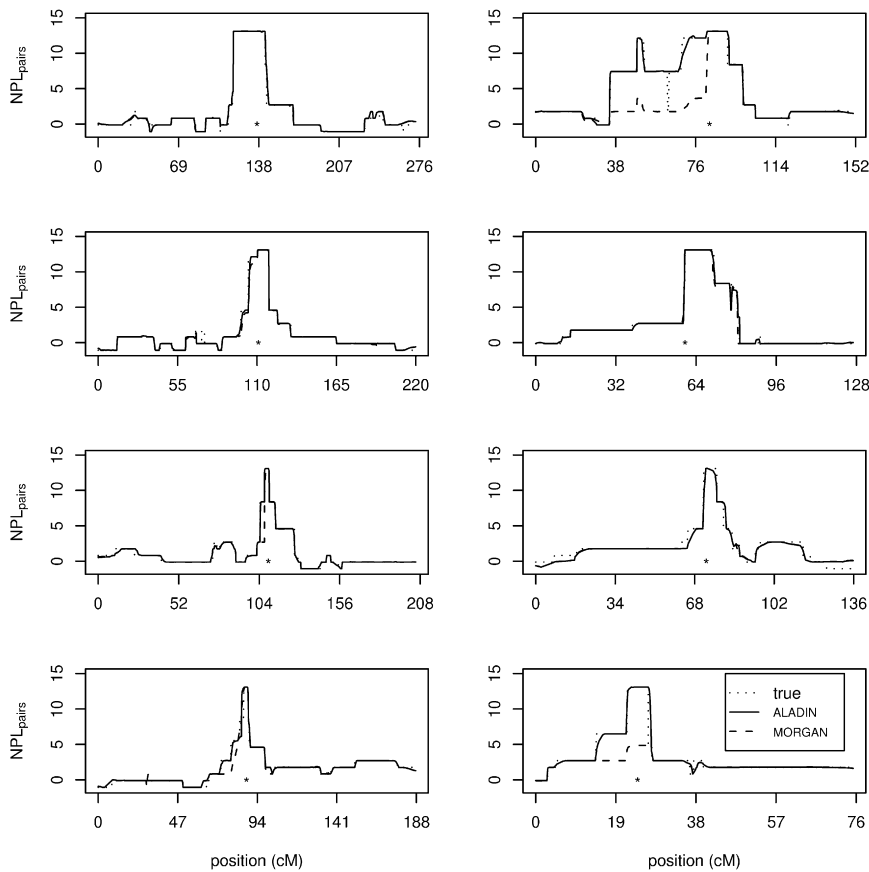 NPLpairs
0 5 10 15
*
0 69 138 207 276
0 5 10 15
*
0 38 76 114 152
NPLpairs
0 5 10 15
*
0 55 110 165 220
0 5 10 15
*
0 32 64 96 128
NPLpairs
0 5 10 15
*
0 52 104 156 208
0 5 10 15
*
0 34 68 102 136
NPLpairs
0 5 10 15
*
0 47 94 141 188
position (cM)
0 5 10 15
true
ALADIN
MORGAN
*
0 19 38 57 76
position (cM)